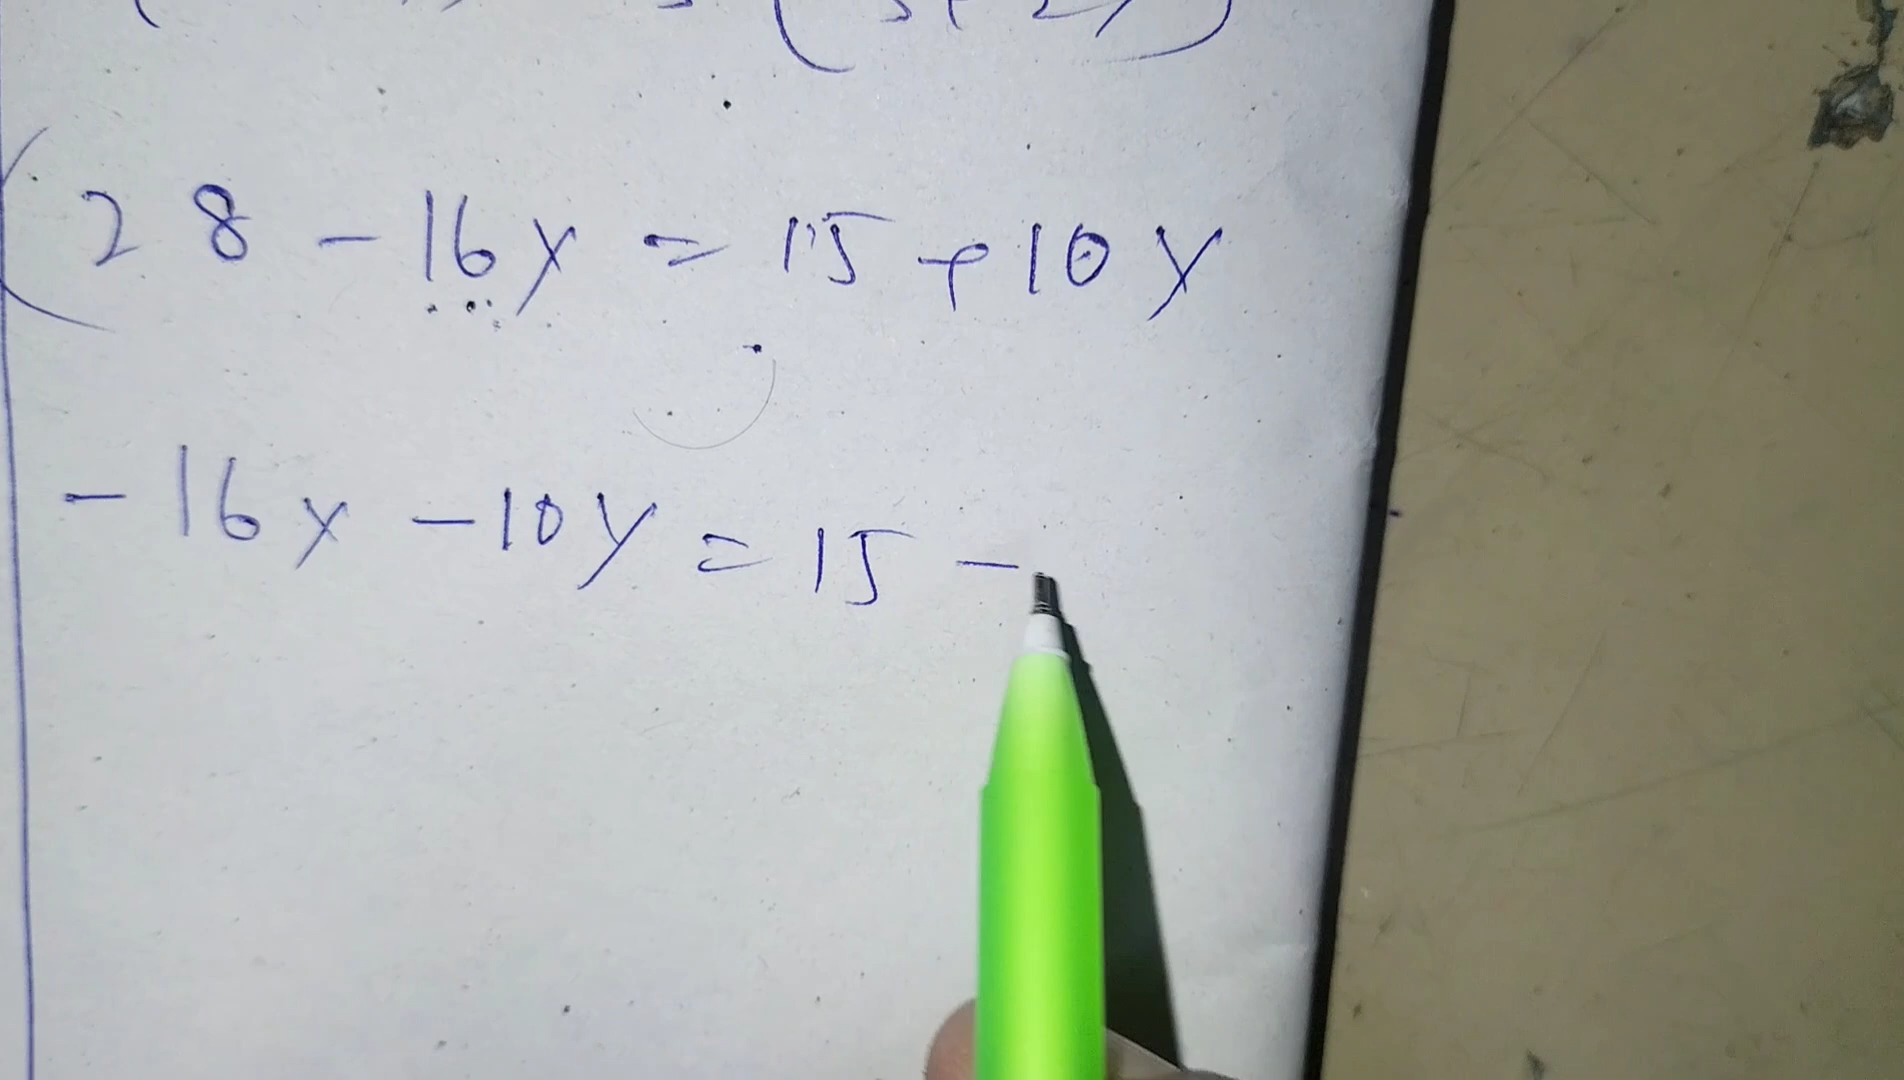 28 - 16y = 15 + 10y
- 16y - 10y = 15 -